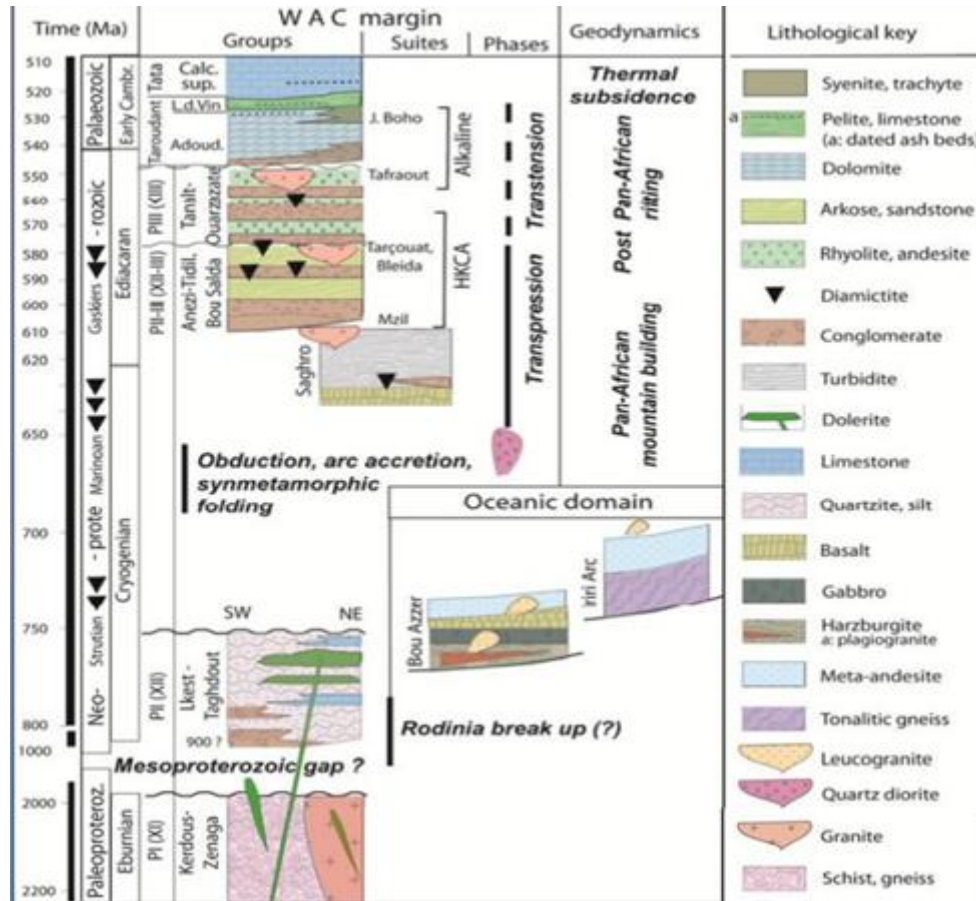 Time (Ma)
W A C margin
Groups
Suites
Phases
Geodynamics
Lithological key
510
520
530
540
550
560
570
580
590
600
610
620
650
700
750
800
1000
2000
2200
Palaeozoic
Early Cambr.
- rozoic
Ediacaran
Gaskiers
Marinoan
- prote
Cryogenian
Strutian
Neo-
Paleoproteroz.
Eburnian
Tata
Calc.
sup.
Taroudant
L.d.Vin
Adoud.
PIII (XIII)
Tanalt-
Ouarzazate
PII-III (XII-III)
Anezi-Tidil.
Bou Salda
Saghro
PII (XII)
Lkest -
Taghdout
PI (XI)
Kerdous-
Zenaga
J. Boho
Tafraout
Alkaline
Tarçouat,
Bleida
Mzil
HKCA
Transtension
Transpression
Thermal
subsidence
Post Pan-African
rifting
Pan-African
mountain building
Obduction, arc accretion,
synmetamorphic
folding
Oceanic domain
Iriri Arc
Bou Azzer
SW
NE
900 ?
Rodinia break up (?)
Mesoproterozoic gap ?
Syenite, trachyte
a
Pelite, limestone
(a: dated ash beds)
Dolomite
Arkose, sandstone
Rhyolite, andesite
Diamictite
Conglomerate
Turbidite
Dolerite
Limestone
Quartzite, silt
Basalt
Gabbro
Harzburgite
a: plagiogranite
Meta-andesite
Tonalitic gneiss
Leucogranite
Quartz diorite
Granite
Schist, gneiss